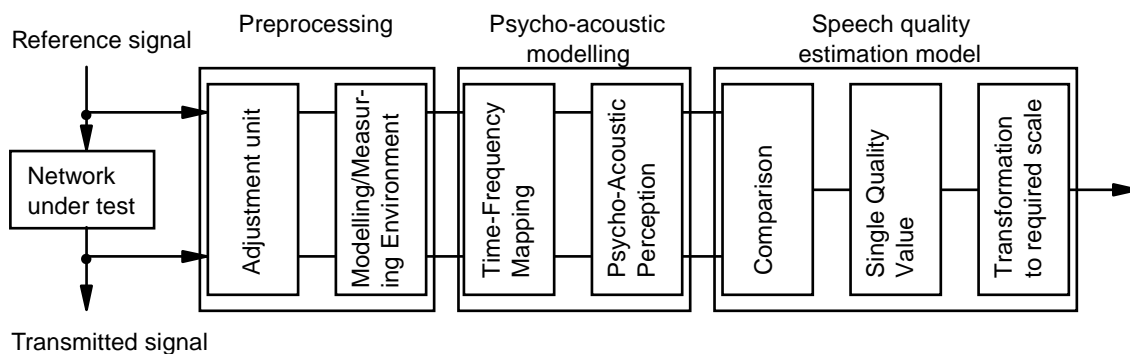 Preprocessing
Psycho-acoustic
modelling
Speech quality
estimation model
Reference signal
Network
under test
Transmitted signal
Adjustment unit
Modelling/Measur-
ing Environment
Time-Frequency
Mapping
Psycho-Acoustic
Perception
Comparison
Single Quality
Value
Transformation
to required scale